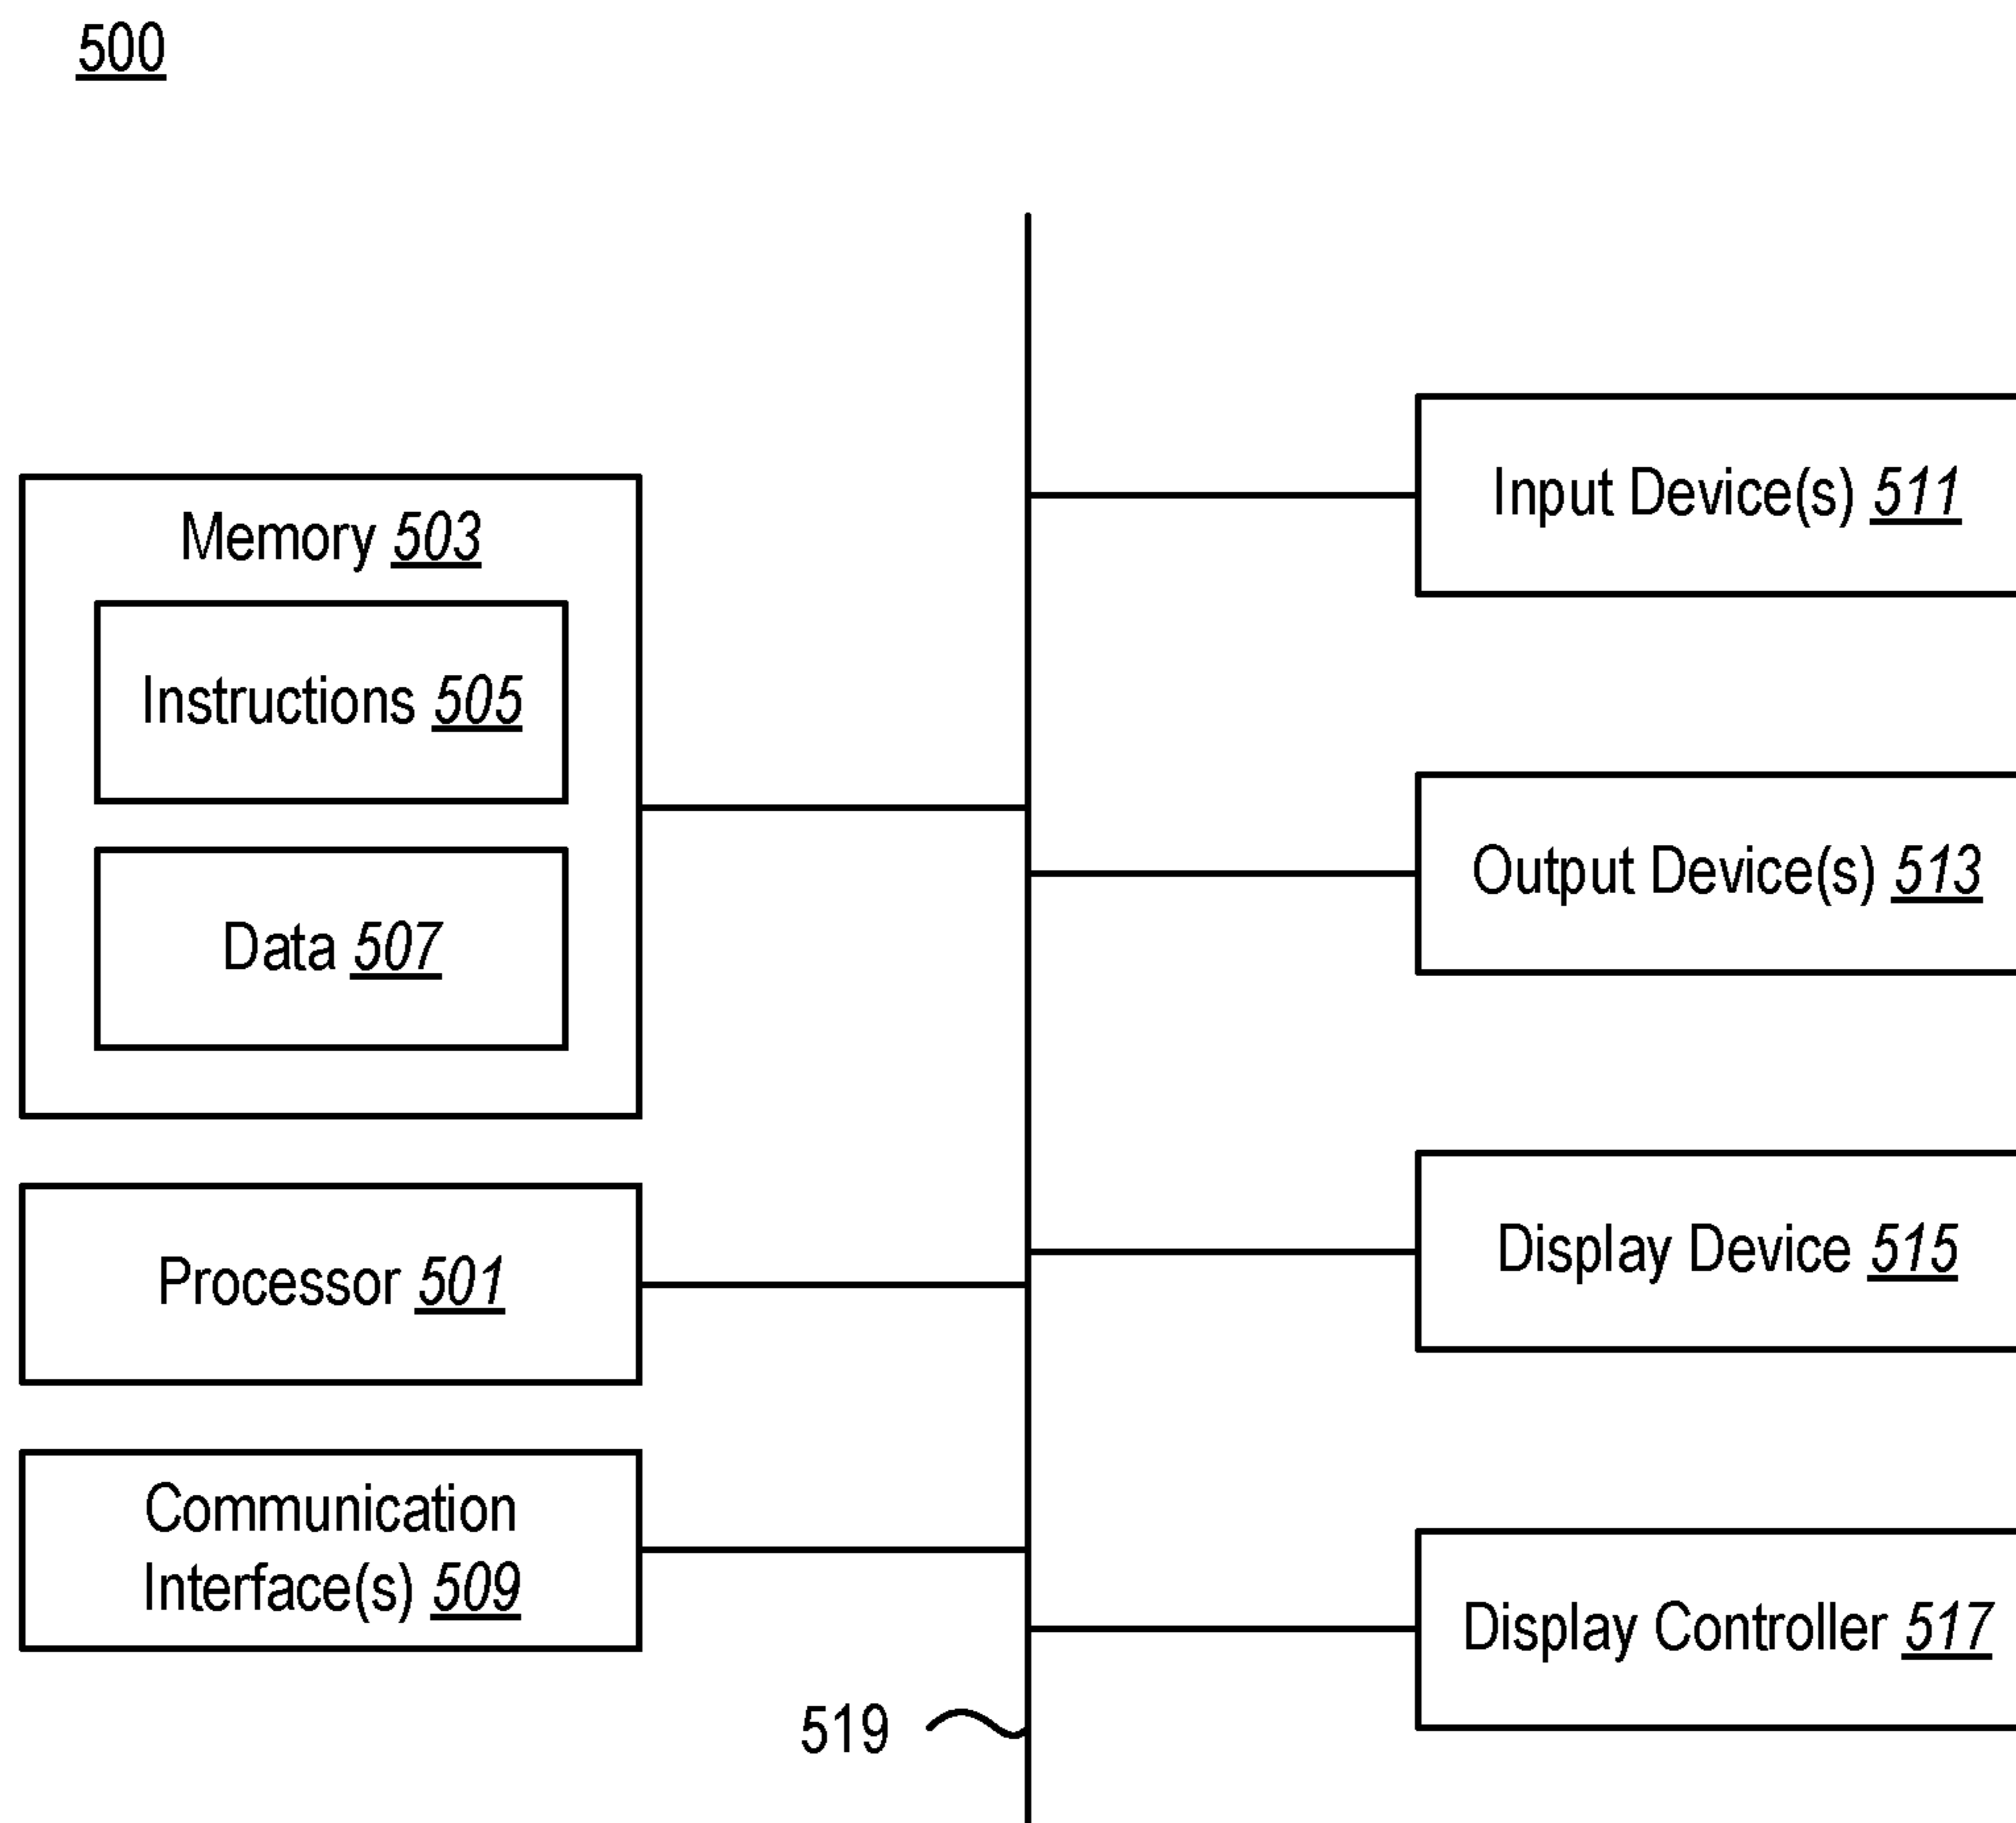 500
Memory 503
Instructions 505
Data 507
Processor 501
Communication
Interface(s) 509
Input Device(s) 511
Output Device(s) 513
Display Device 515
Display Controller 517
519